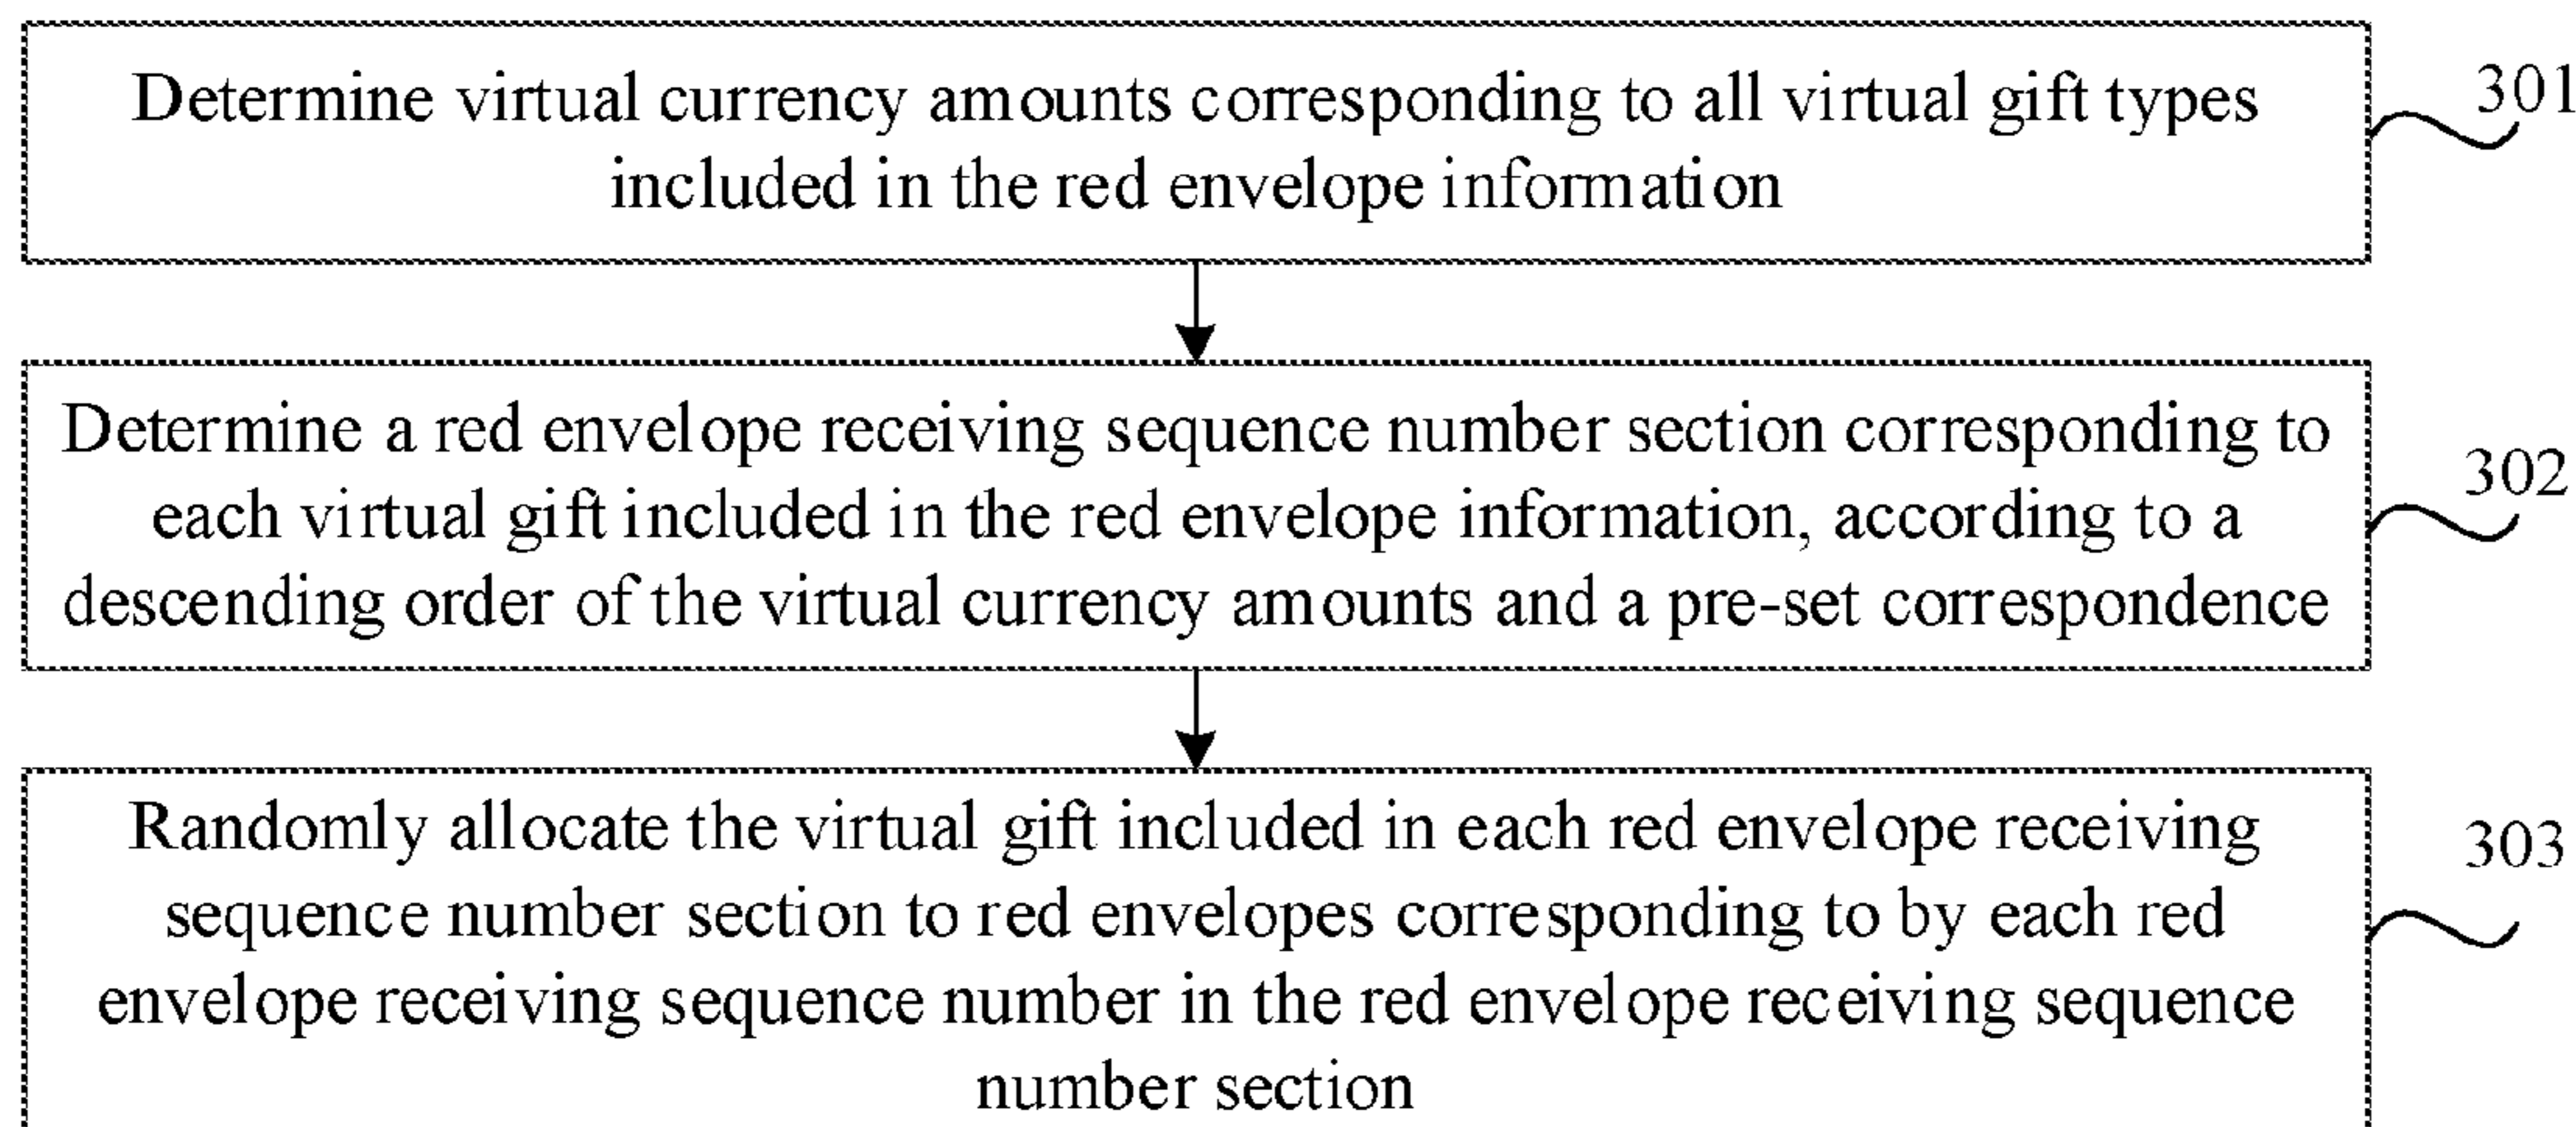 Determine virtual currency amounts corresponding to all virtual gift types
included in the red envelope information
301
Determine a red envelope receiving sequence number section corresponding to
each virtual gift included in the red envelope information, according to a
descending order of the virtual currency amounts and a pre-set correspondence
302
Randomly allocate the virtual gift included in each red envelope receiving
sequence number section to red envelopes corresponding to by each red
envelope receiving sequence number in the red envelope receiving sequence
number section
303